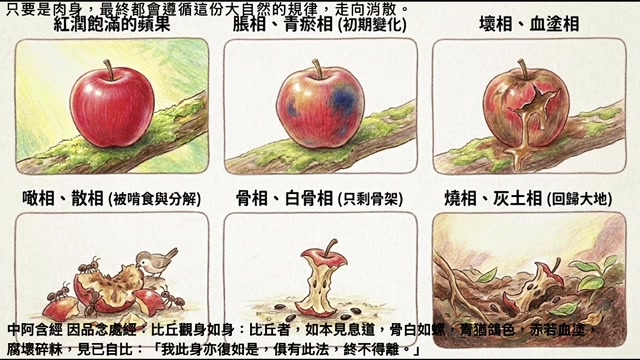 只要是肉身，最終都會遵循這份大自然的規律，走向消散。
紅潤飽滿的蘋果
脹相、青瘀相 (初期變化)
壞相、血塗相
噉相、散相 (被啃食與分解)
骨相、白骨相 (只剩骨架)
燒相、灰土相 (回歸大地)
中阿含經 因品念處經：比丘觀身如身：比丘者，如本見息道，骨白如螺，青猶鴿色，赤若血塗，
腐壞碎粖，見已自比：「我此身亦復如是，俱有此法，終不得離。」